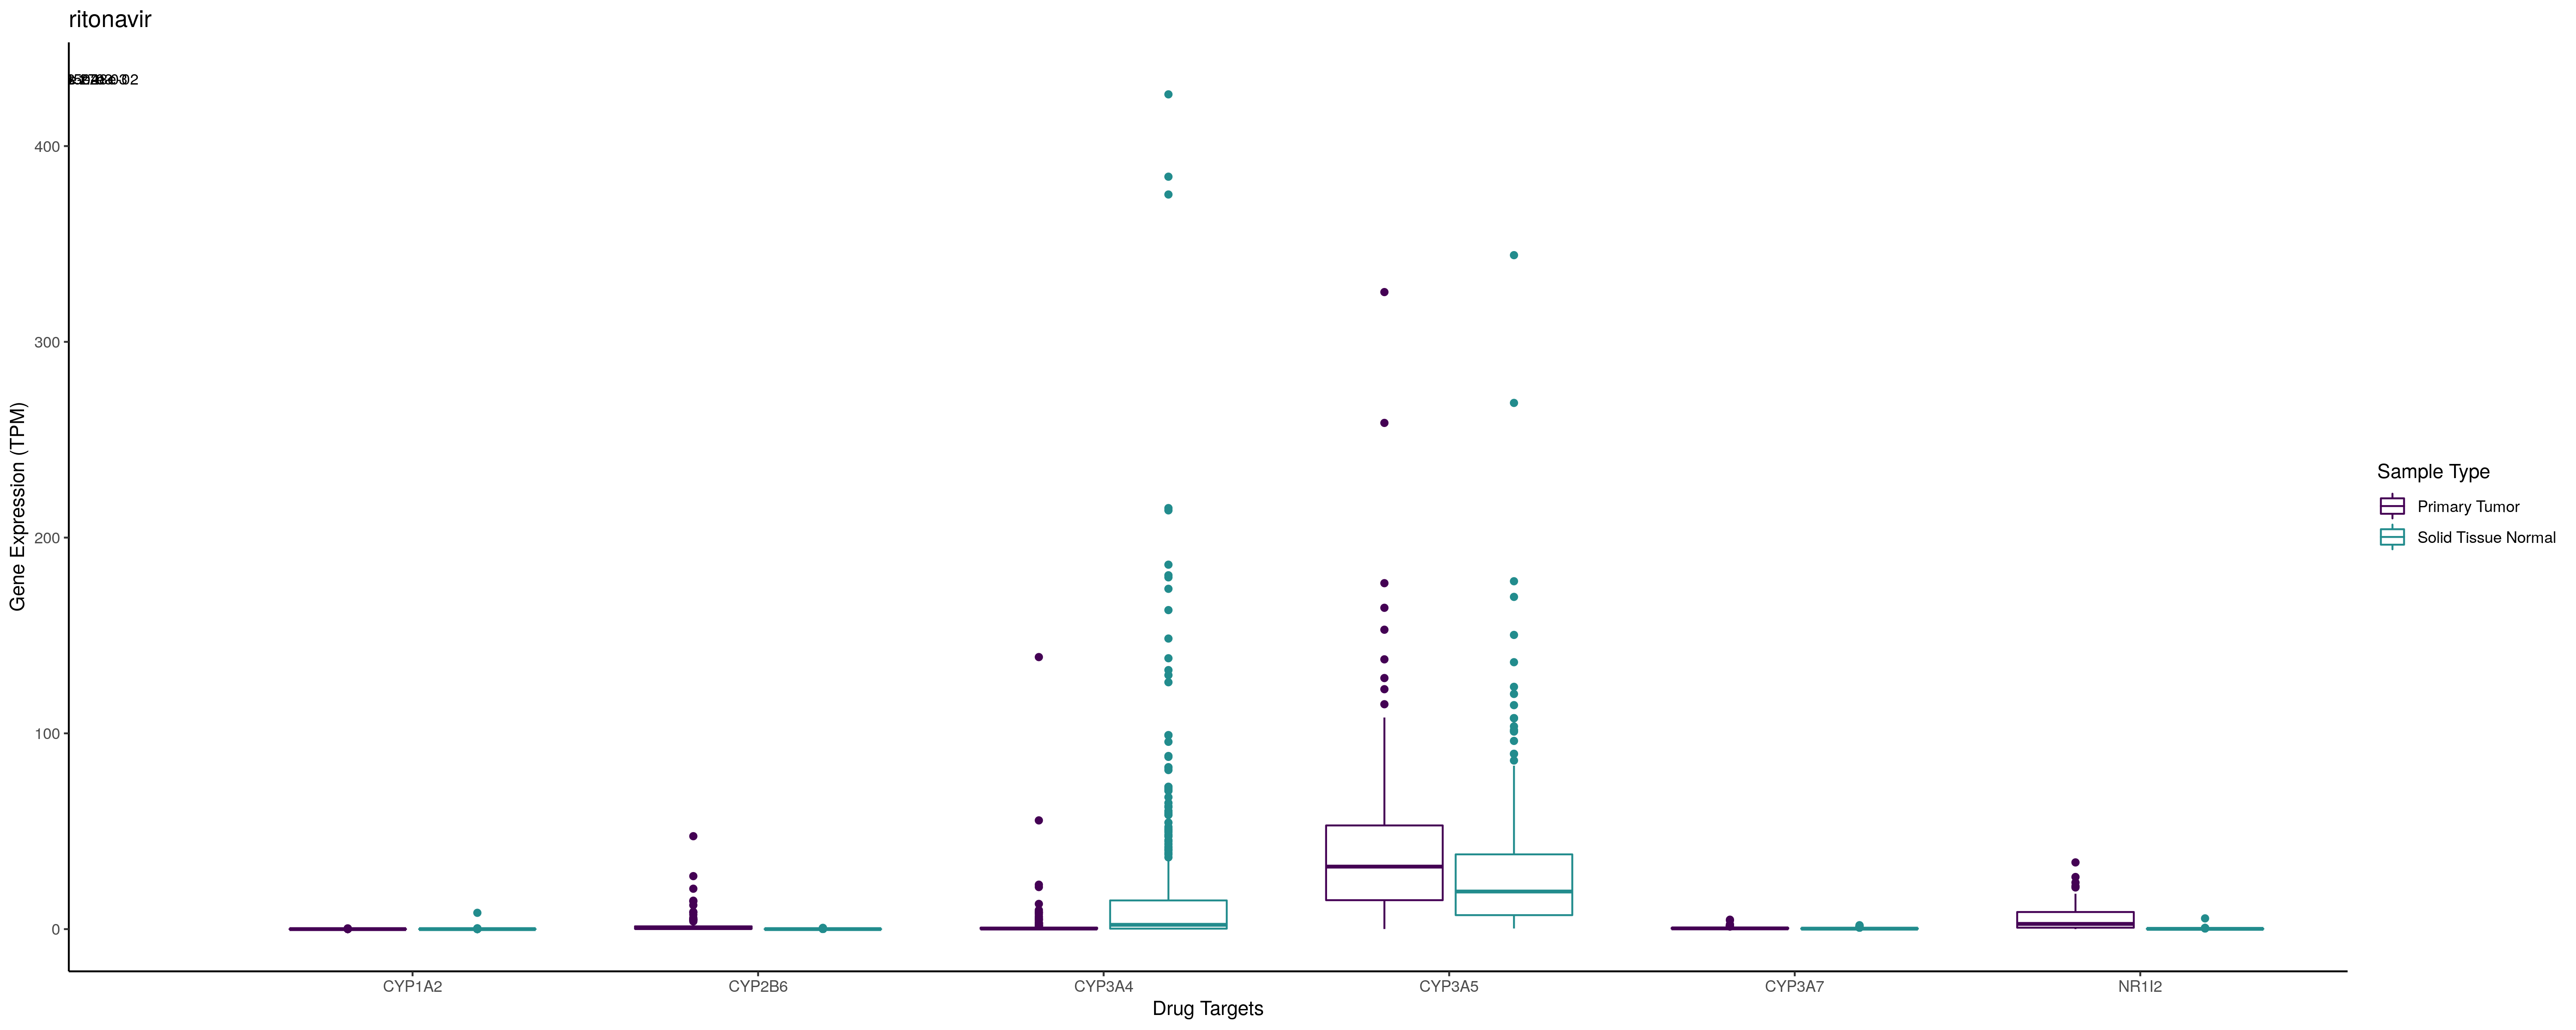 ritonavir
400
300
200
100
0
Gene Expression (TPM)
CYP1A2
CYP2B6
CYP3A4
CYP3A5
CYP3A7
NR1I2
Drug Targets
Sample Type
Primary Tumor
Solid Tissue Normal